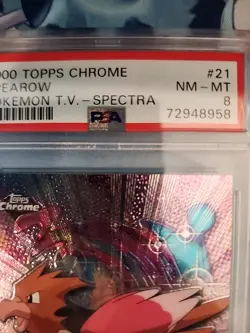 000 TOPPS CHROME #21
PEAROW NM - MT
OKEMON T.V.-SPECTRA 8
PSA 72948958
Topps
Chrome